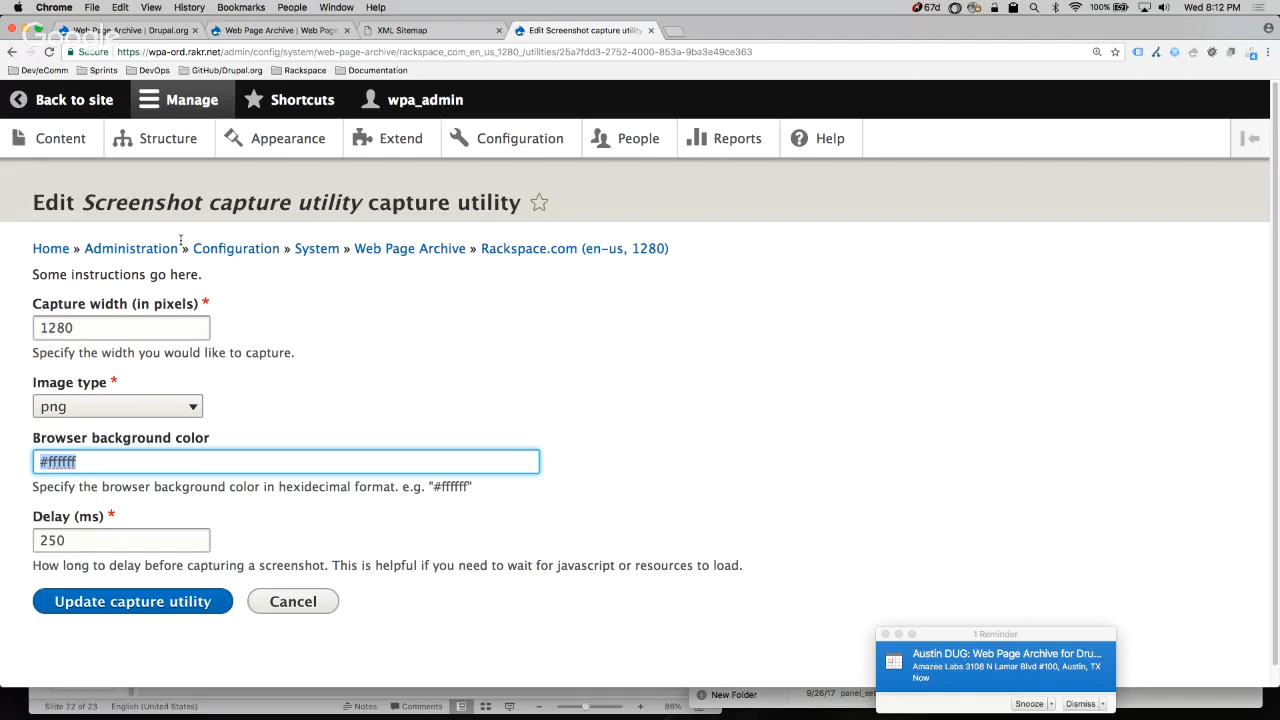 Chrome File Edit View History Bookmarks People Window Help 67d 100% Wed 8:12 PM
Web Page Archive | Drupal.org Web Page Archive | Web Page XML Sitemap Edit Screenshot capture utility
Google
Secure https://wpa-ord.rakr.net/admin/config/system/web-page-archive/rackspace_com_en_us_1280_/utilities/25a7fdd3-2752-4000-853a-9ba3e49ce363
Dev/eComm Sprints DevOps GitHub/Drupal.org Rackspace Documentation
Back to site Manage Shortcuts wpa_admin
Content Structure Appearance Extend Configuration People Reports Help
Edit Screenshot capture utility capture utility
Home » Administration » Configuration » System » Web Page Archive » Rackspace.com (en-us, 1280)
Some instructions go here.
Capture width (in pixels) *
1280
Specify the width you would like to capture.
Image type *
png
Browser background color
#ffffff
Specify the browser background color in hexidecimal format. e.g. "#ffffff"
Delay (ms) *
250
How long to delay before capturing a screenshot. This is helpful if you need to wait for javascript or resources to load.
Update capture utility Cancel
1 Reminder
Austin DUG: Web Page Archive for Dru...
Amazee Labs 3108 N Lamar Blvd #100, Austin, TX
Now
Snooze Dismiss
Slide 22 of 23 English (United States) Notes Comments 86% New Folder 9/26/17 panel_set